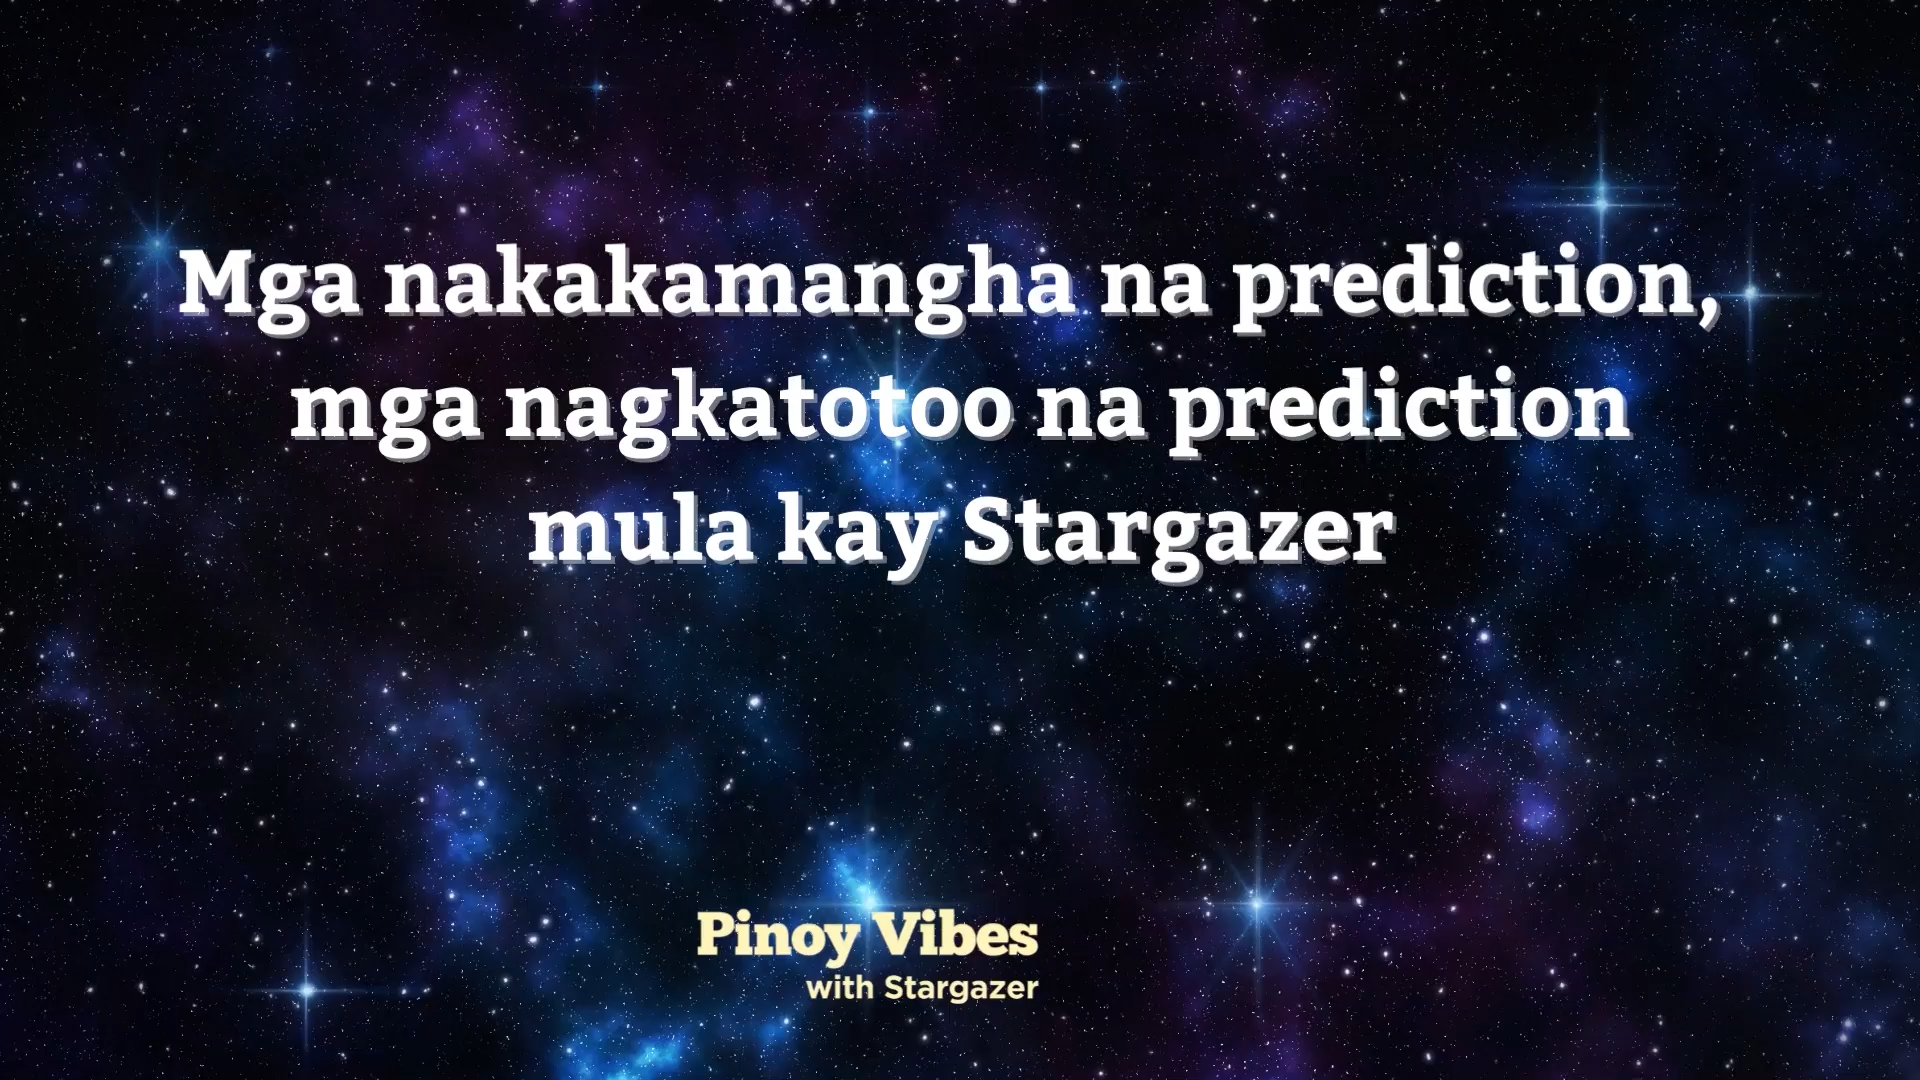 Mga nakakamangha na prediction,
mga nagkatotoo na prediction
mula kay Stargazer
Pinoy Vibes
with Stargazer